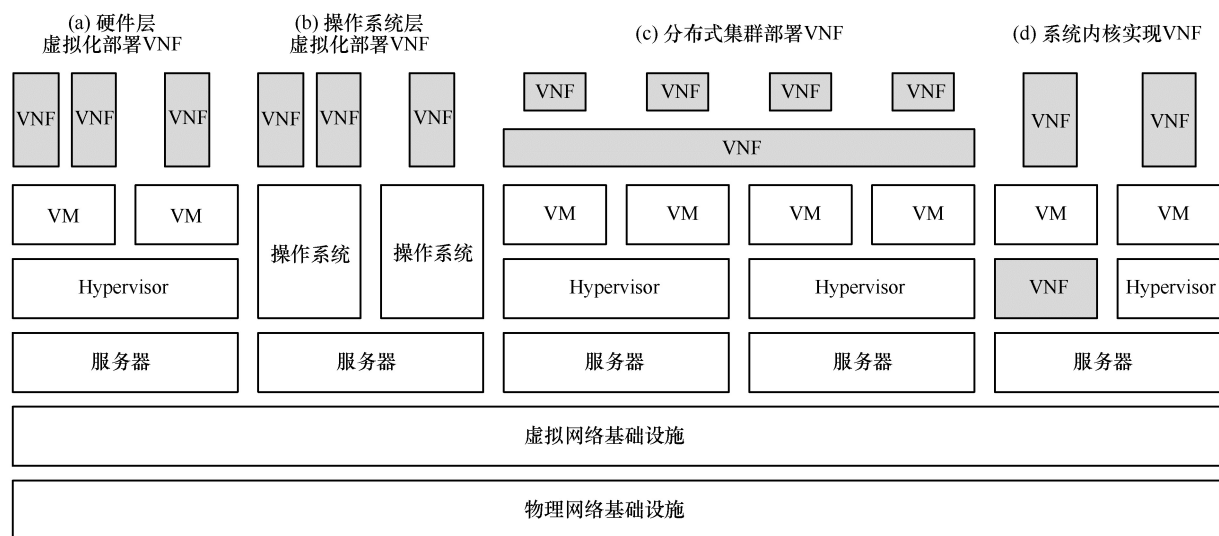 (a) 硬件层
虚拟化部署VNF
(b) 操作系统层
虚拟化部署VNF
(c) 分布式集群部署VNF
(d) 系统内核实现VNF
VNF VNF VNF VNF VNF VNF VNF VNF VNF VNF VNF VNF
VNF
VM VM 操作系统 操作系统 VM VM VM VM VM VM
Hypervisor Hypervisor Hypervisor VNF Hypervisor
服务器 服务器 服务器 服务器 服务器
虚拟网络基础设施
物理网络基础设施